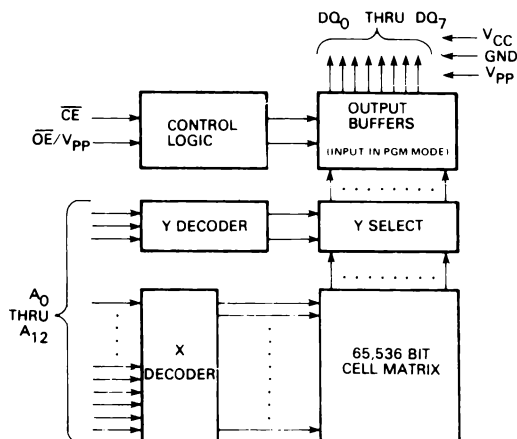 DQ0 THRU DQ7
VCC
GND
VPP
CE
OE/VPP
CONTROL
LOGIC
OUTPUT
BUFFERS
(INPUT IN PGM MODE)
Y DECODER
Y SELECT
A0
THRU
A12
X
DECODER
65,536 BIT
CELL MATRIX